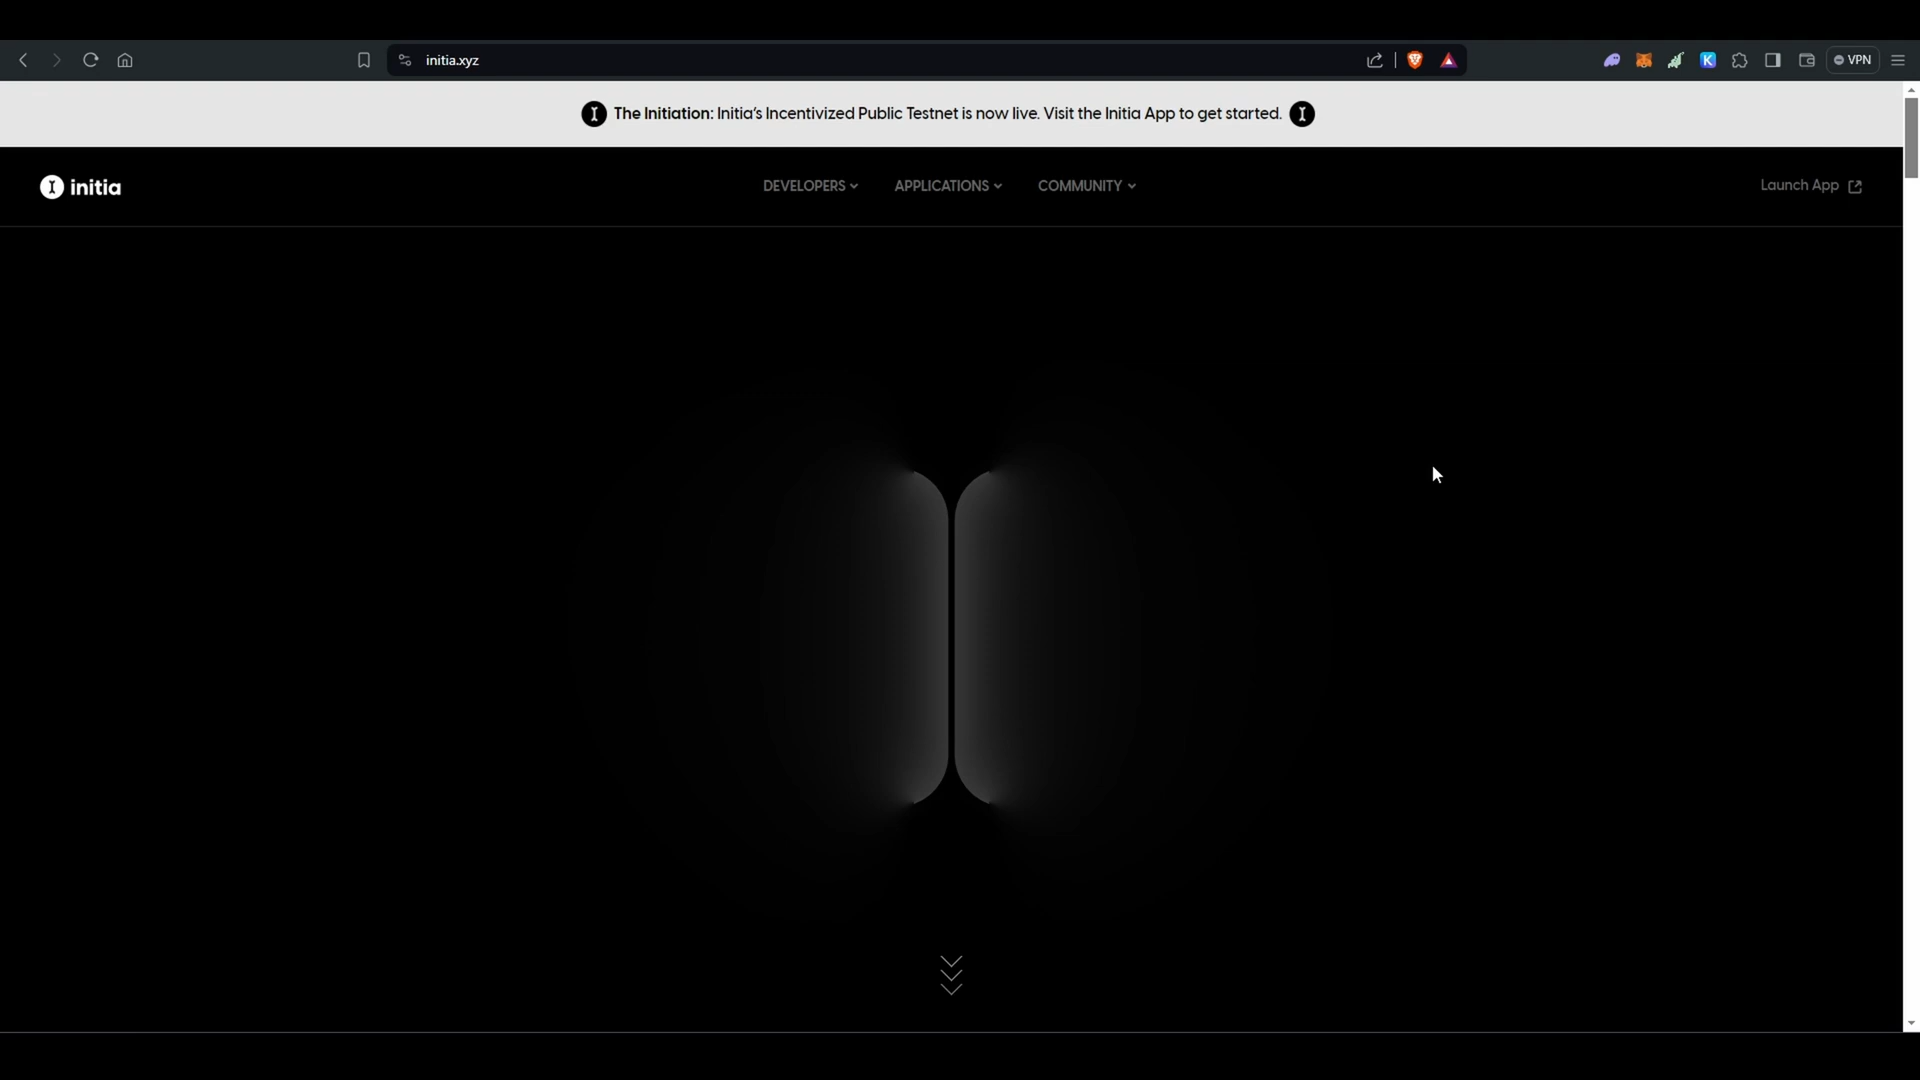 initia.xyz
VPN
The Initiation: Initia’s Incentivized Public Testnet is now live. Visit the Initia App to get started.
initia
DEVELOPERS
APPLICATIONS
COMMUNITY
Launch App